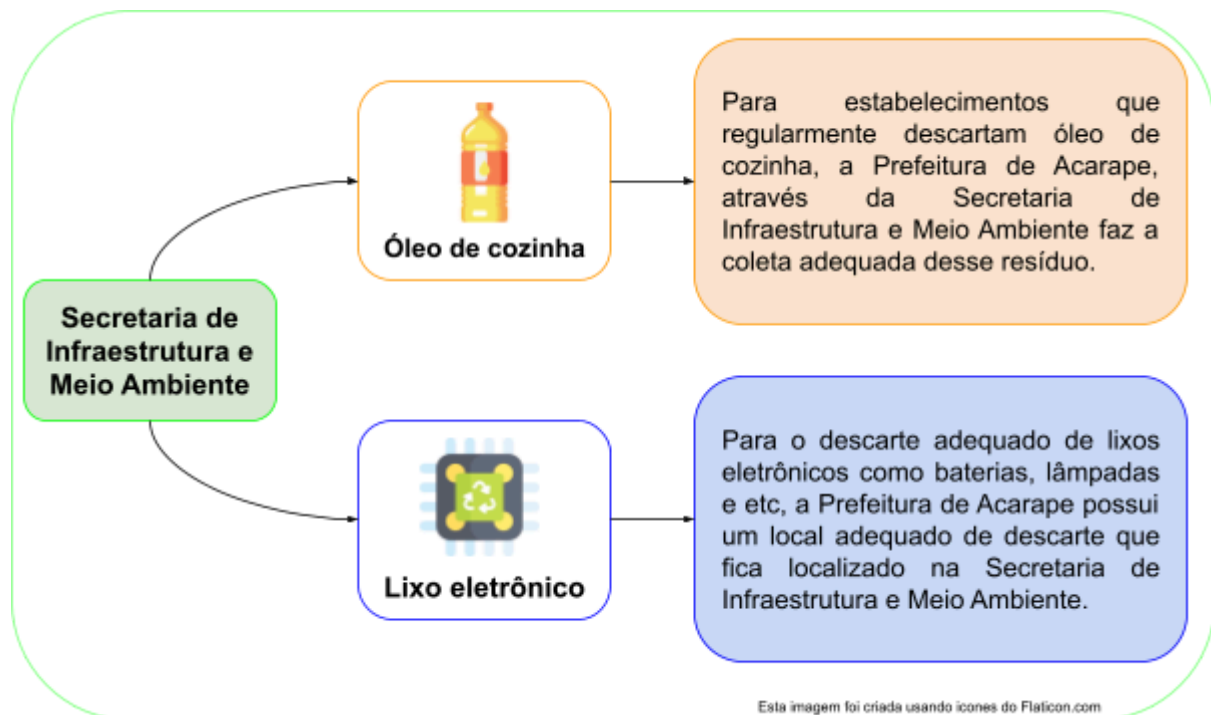 Secretaria de
Infraestrutura e
Meio Ambiente
Óleo de cozinha
Para estabelecimentos que
regularmente descartam óleo de
cozinha, a Prefeitura de Acarape,
através da Secretaria de
Infraestrutura e Meio Ambiente faz a
coleta adequada desse resíduo.
Lixo eletrônico
Para o descarte adequado de lixos
eletrônicos como baterias, lâmpadas
e etc, a Prefeitura de Acarape possui
um local adequado de descarte que
fica localizado na Secretaria de
Infraestrutura e Meio Ambiente.
Esta imagem foi criada usando icones do Flaticon.com